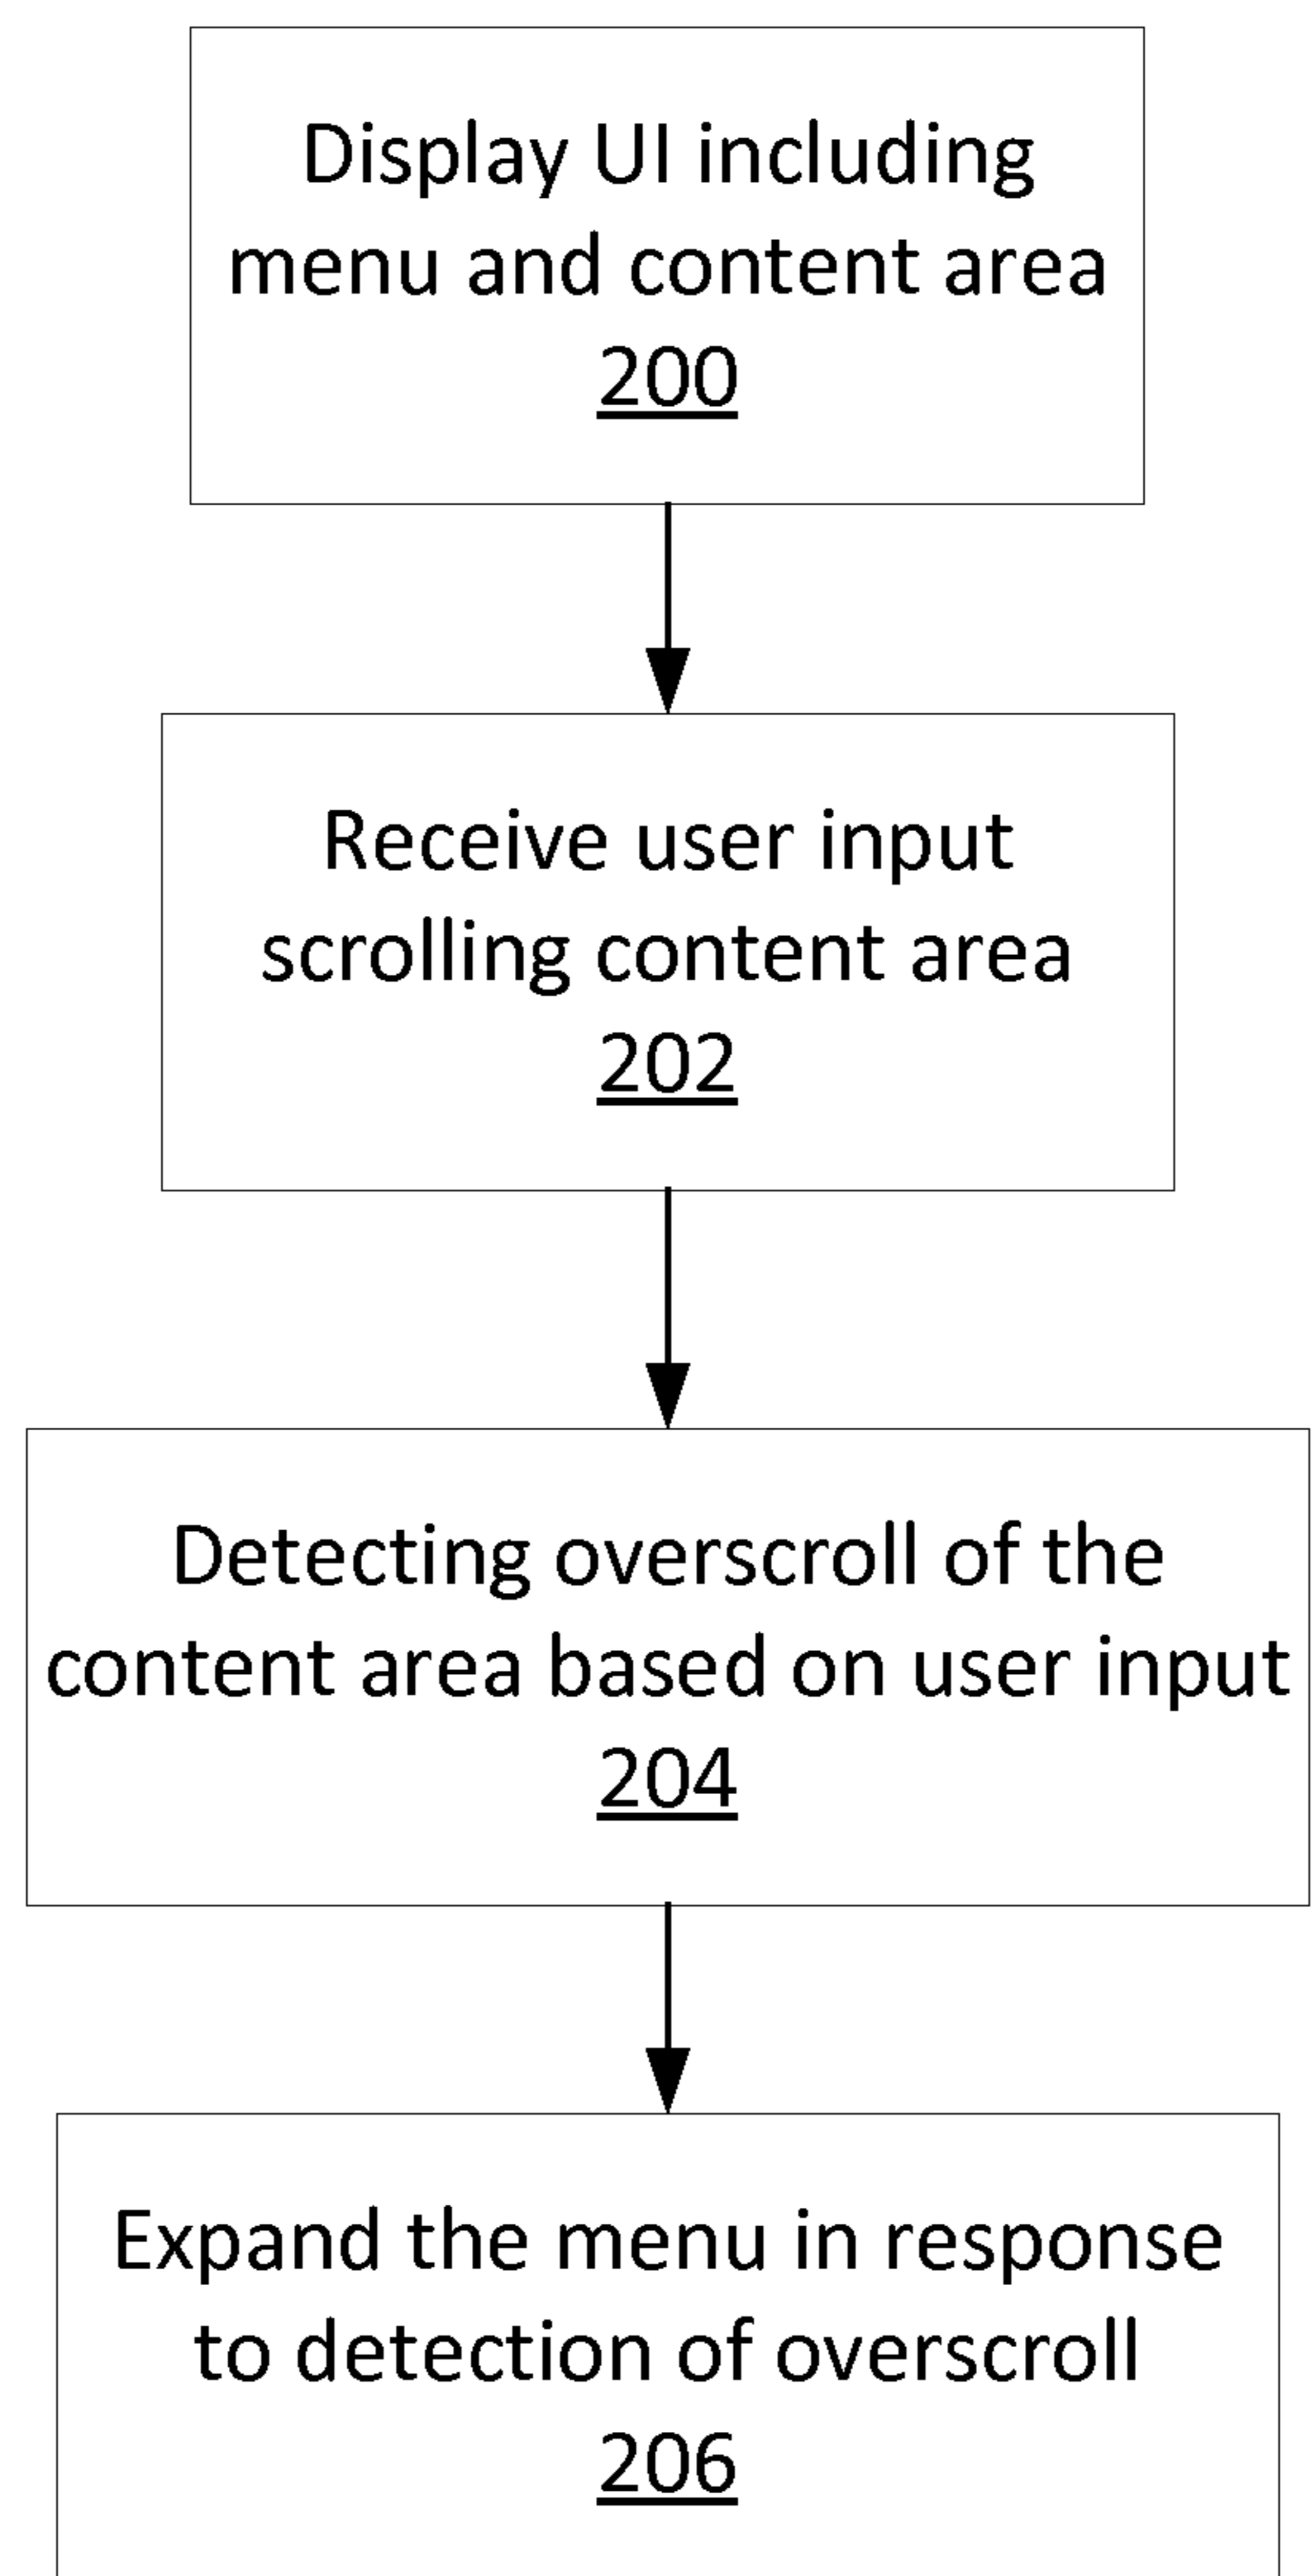 Display UI including
menu and content area
200
Receive user input
scrolling content area
202
Detecting overscroll of the
content area based on user input
204
Expand the menu in response
to detection of overscroll
206